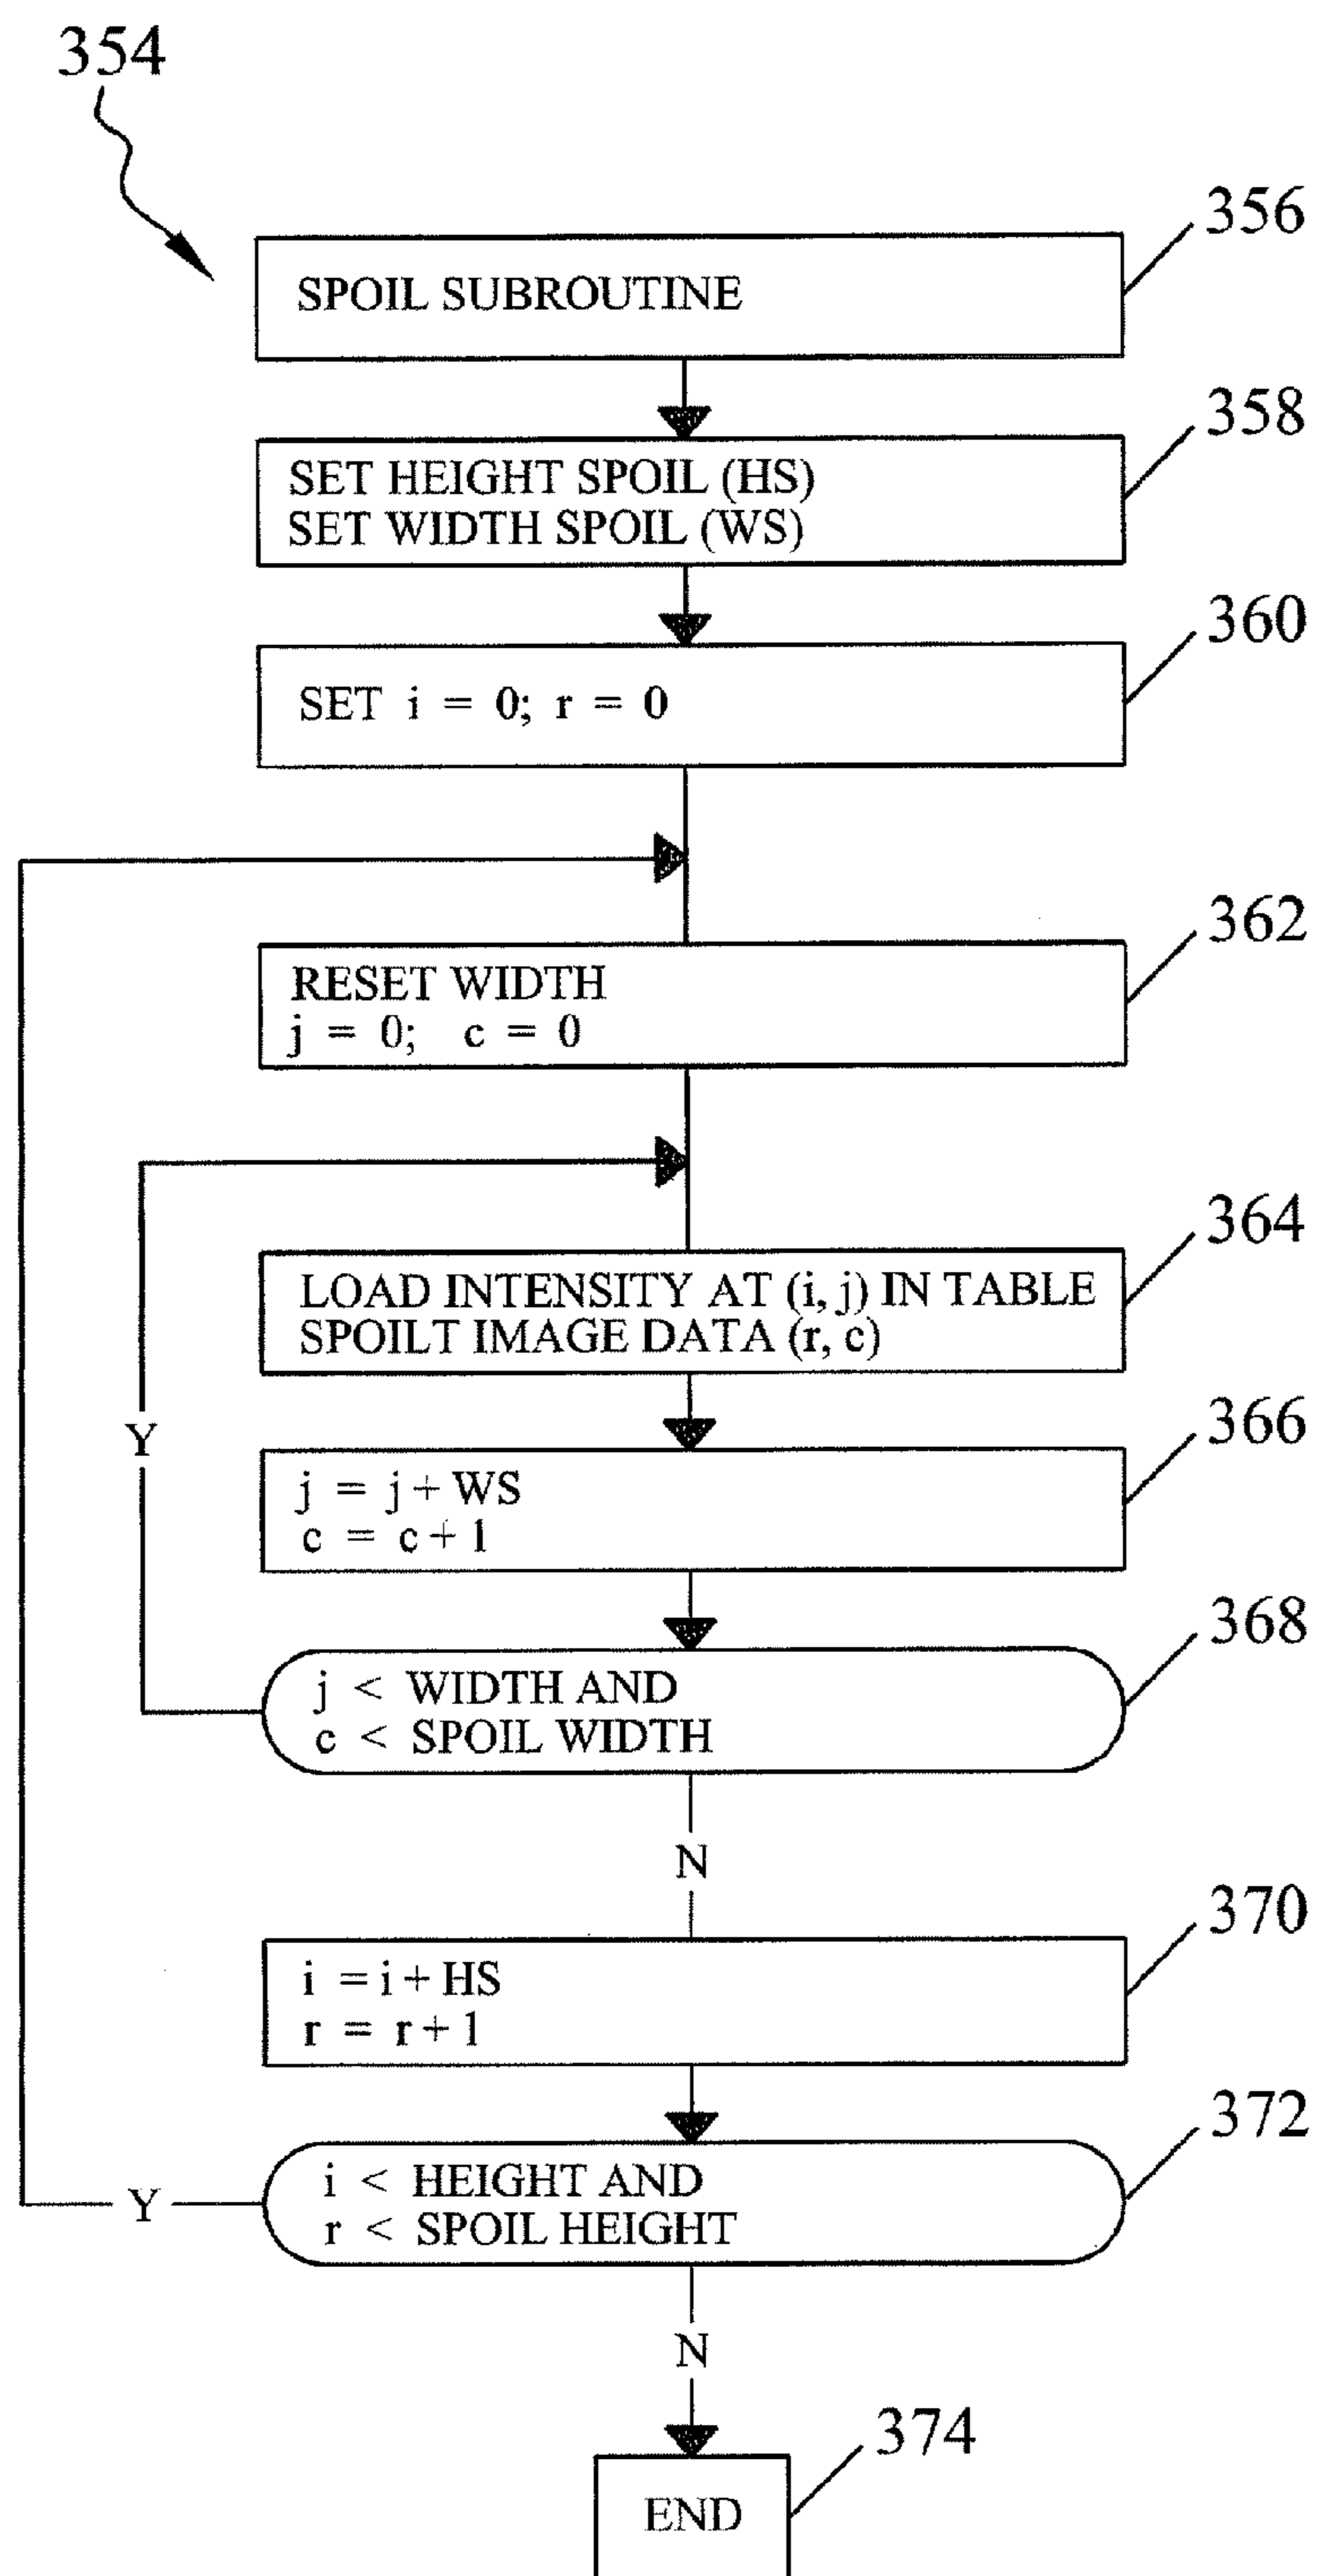 354
356
SPOIL SUBROUTINE
358
SET HEIGHT SPOIL (HS)
SET WIDTH SPOIL (WS)
360
SET i = 0; r = 0
362
RESET WIDTH
j = 0; c = 0
364
LOAD INTENSITY AT (i, j) IN TABLE
SPOILT IMAGE DATA (r, c)
366
Y
j = j + WS
c = c + 1
368
j < WIDTH AND
c < SPOIL WIDTH
N
370
i = i + HS
r = r + 1
372
Y
i < HEIGHT AND
r < SPOIL HEIGHT
N
374
END